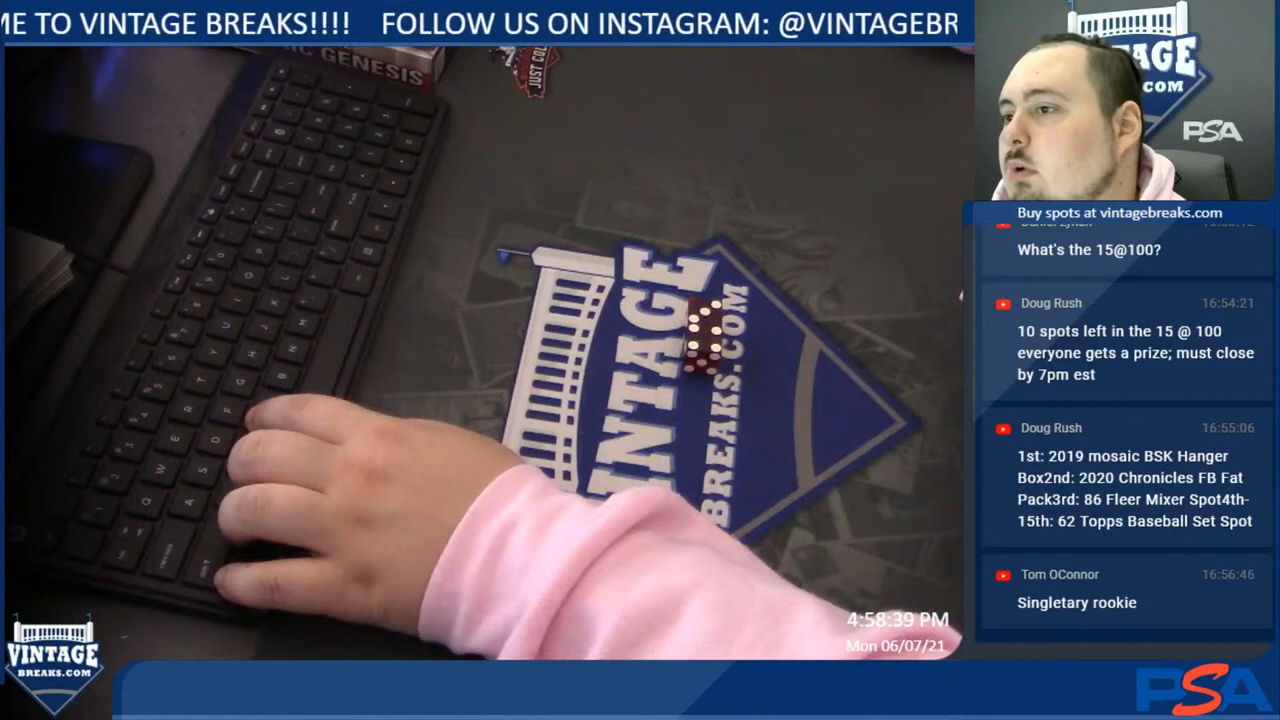 ME TO VINTAGE BREAKS!!!! FOLLOW US ON INSTAGRAM: @VINTAGEBR
GENESIS
JUST COL
TAGE
.COM
PSA
Buy spots at vintagebreaks.com
What's the 15@100?
Doug Rush 16:54:21
10 spots left in the 15 @ 100
everyone gets a prize; must close
by 7pm est
Doug Rush 16:55:06
1st: 2019 mosaic BSK Hanger
Box2nd: 2020 Chronicles FB Fat
Pack3rd: 86 Fleer Mixer Spot4th-
15th: 62 Topps Baseball Set Spot
Tom OConnor 16:56:46
Singletary rookie
VINTAGE
BREAKS.COM
4:58:39 PM
Mon 06/07/21
VINTAGE
BREAKS.COM
PSA